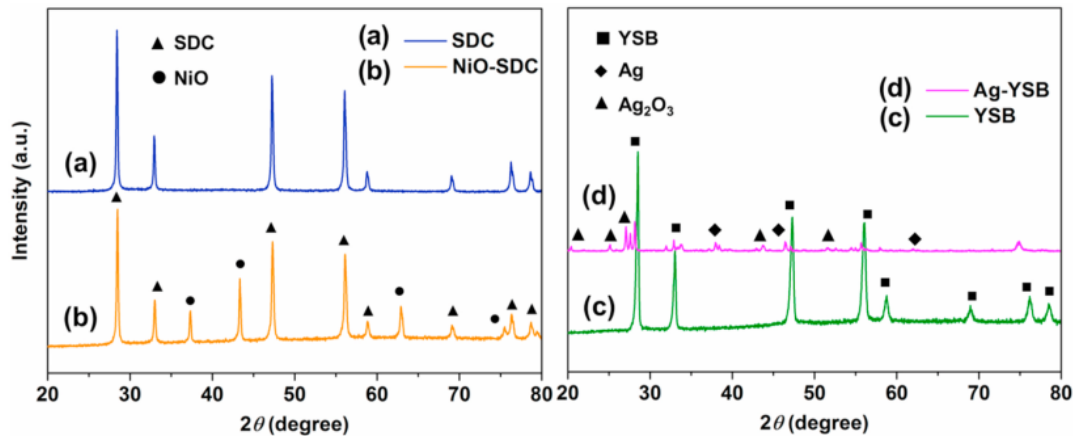 SDC
NiO
(a) SDC
(b) NiO-SDC
(a)
(b)
Intensity (a.u.)
20 30 40 50 60 70 80
2θ (degree)
YSB
Ag
Ag₂O₃
(d) Ag-YSB
(c) YSB
(d)
(c)
20 30 40 50 60 70 80
2θ (degree)